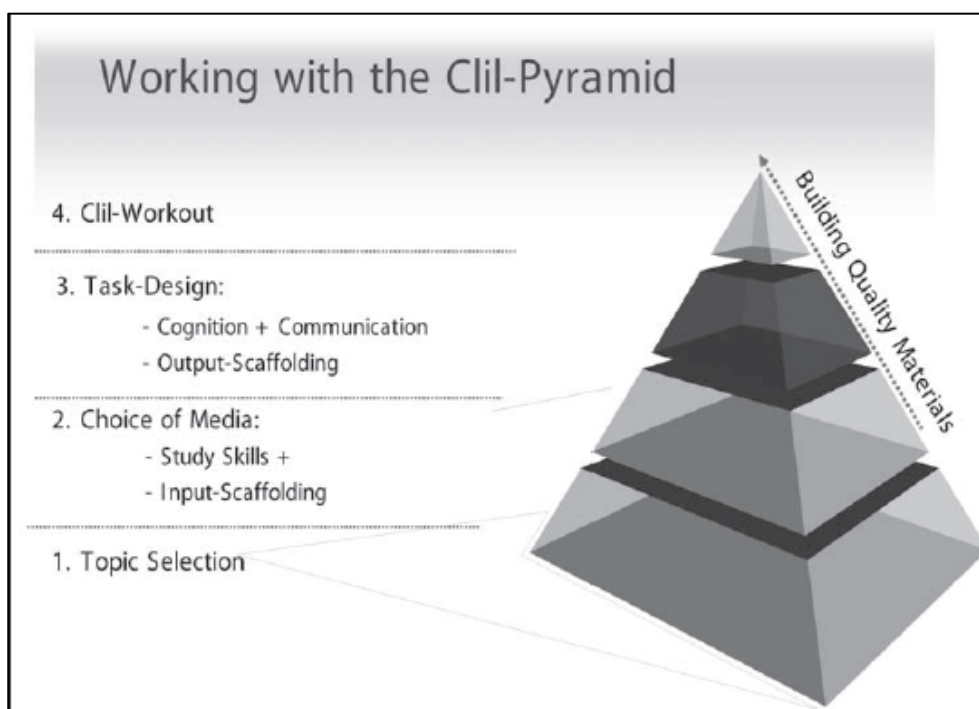 Working with the Clil-Pyramid
4. Clil-Workout
3. Task-Design:
- Cognition + Communication
- Output-Scaffolding
2. Choice of Media:
- Study Skills +
- Input-Scaffolding
1. Topic Selection
Building Quality Materials